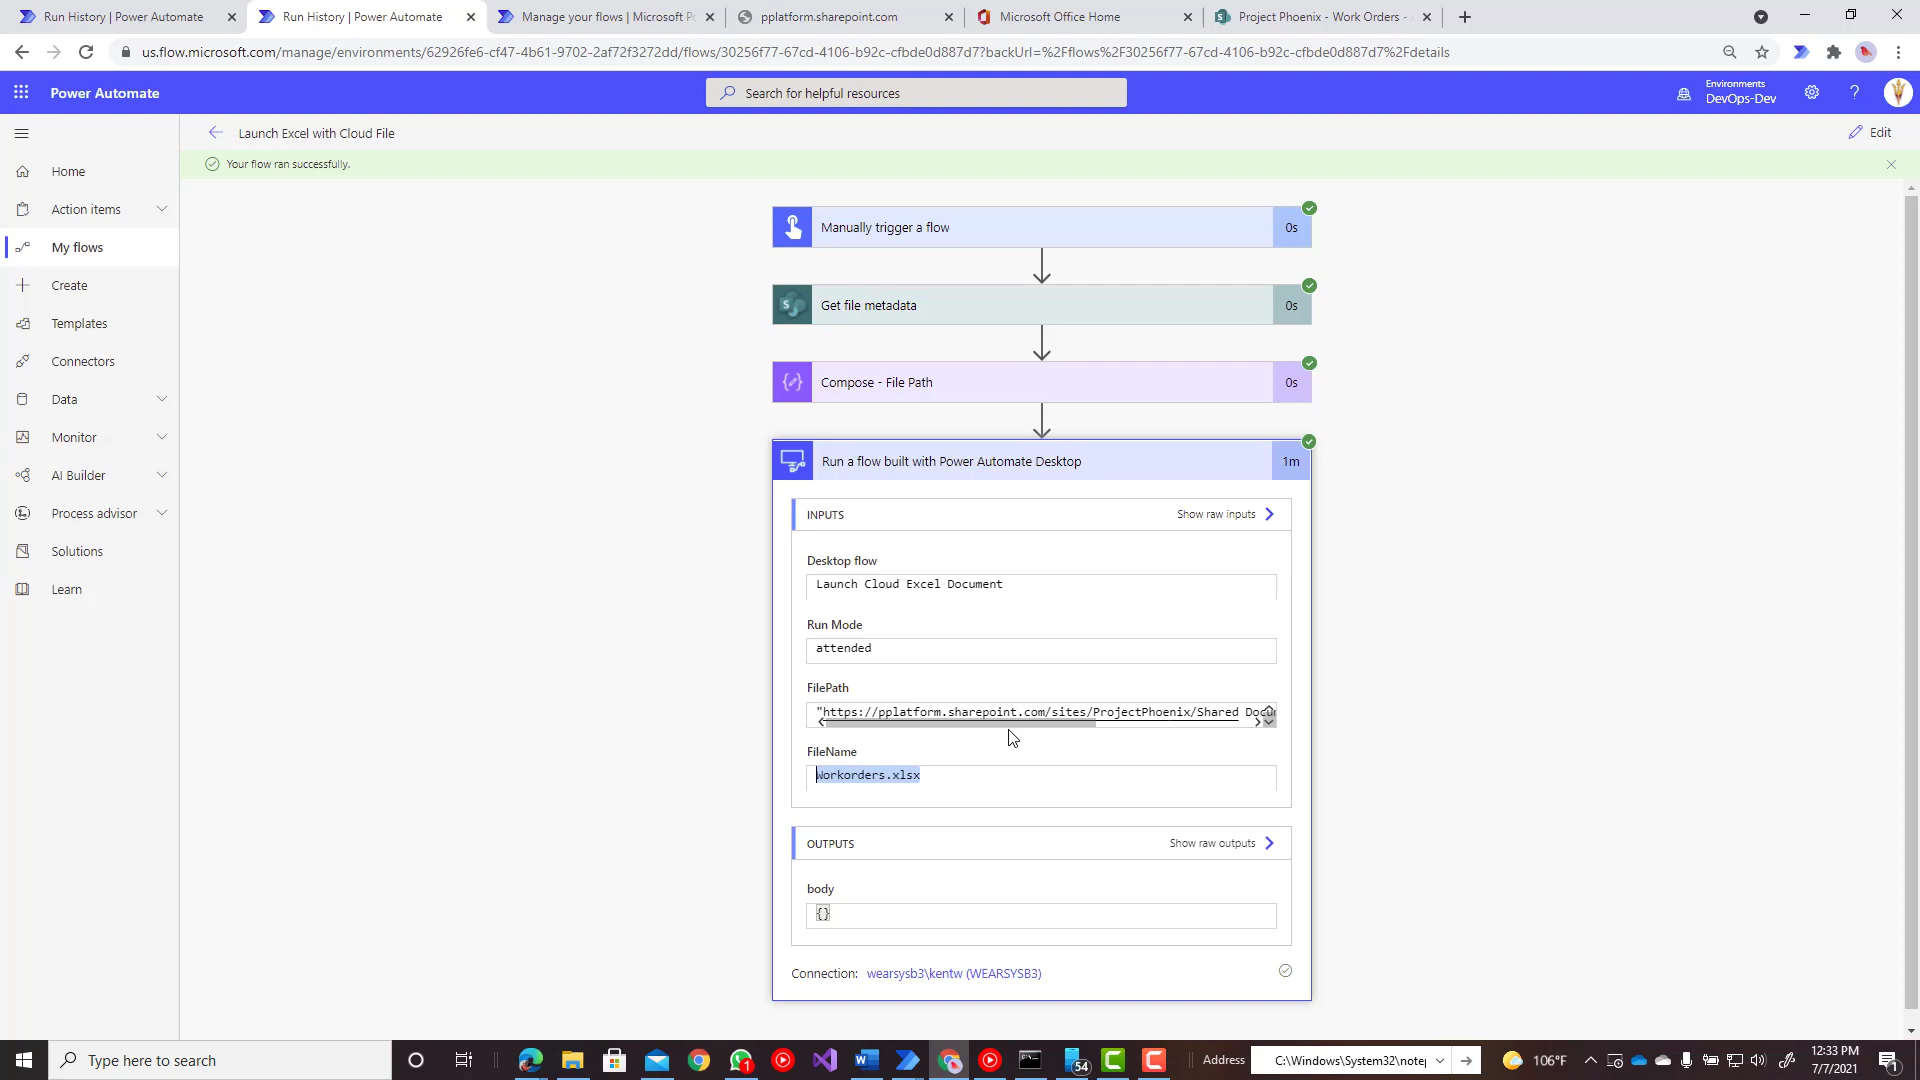 Run History | Power Automate
Run History | Power Automate
Manage your flows | Microsoft Po
pplatform.sharepoint.com
Microsoft Office Home
Project Phoenix - Work Orders -
us.flow.microsoft.com/manage/environments/62926fe6-cf47-4b61-9702-2af72f3272dd/flows/30256f77-67cd-4106-b92c-cfbde0d887d7?backUrl=%2Fflows%2F30256f77-67cd-4106-b92c-cfbde0d887d7%2Fdetails
Power Automate
Search for helpful resources
Environments
DevOps-Dev
?
Launch Excel with Cloud File
Edit
Your flow ran successfully.
Home
Action items
My flows
Create
Templates
Connectors
Data
Monitor
AI Builder
Process advisor
Solutions
Learn
Manually trigger a flow
0s
Get file metadata
0s
Compose - File Path
0s
Run a flow built with Power Automate Desktop
1m
INPUTS
Show raw inputs
Desktop flow
Launch Cloud Excel Document
Run Mode
attended
FilePath
"https://pplatform.sharepoint.com/sites/ProjectPhoenix/Shared Docu
FileName
Workorders.xlsx
OUTPUTS
Show raw outputs
body
{}
Connection: wearsysb3\kentw (WEARSYSB3)
Type here to search
1
54
Address
C:\Windows\System32\note
106°F
12:33 PM
7/7/2021
1